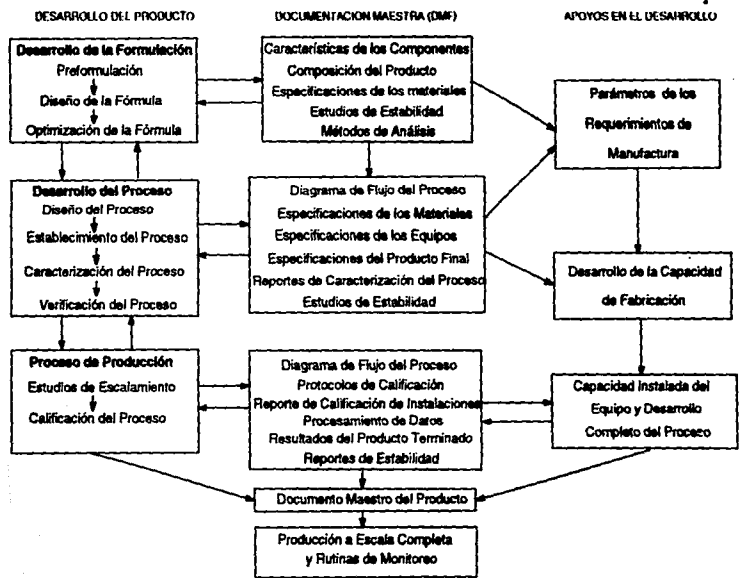 DESARROLLO DEL PRODUCTO
Desarrollo de la Formulación
Preformulación
Diseño de la Fórmula
Optimización de la Fórmula
Desarrollo del Proceso
Diseño del Proceso
Establecimiento del Proceso
Caracterización del Proceso
Verificación del Proceso
Proceso de Producción
Estudios de Escalamiento
Calificación del Proceso
DOCUMENTACION MAESTRA (DMF)
Características de los Componentes
Composición del Producto
Especificaciones de los materiales
Estudios de Estabilidad
Métodos de Análisis
Diagrama de Flujo del Proceso
Especificaciones de los Materiales
Especificaciones de los Equipos
Especificaciones del Producto Final
Reportes de Caracterización del Proceso
Estudios de Estabilidad
Diagrama de Flujo del Proceso
Protocolos de Calificación
Reporte de Calificación de Instalaciones
Procesamiento de Datos
Resultados del Producto Terminado
Reportes de Estabilidad
APOYOS EN EL DESARROLLO
Parámetros de los
Requerimientos de
Manufactura
Desarrollo de la Capacidad
de Fabricación
Capacidad Instalada del
Equipo y Desarrollo
Completo del Proceso
Documento Maestro del Producto
Producción a Escala Completa
y Rutinas de Monitoreo